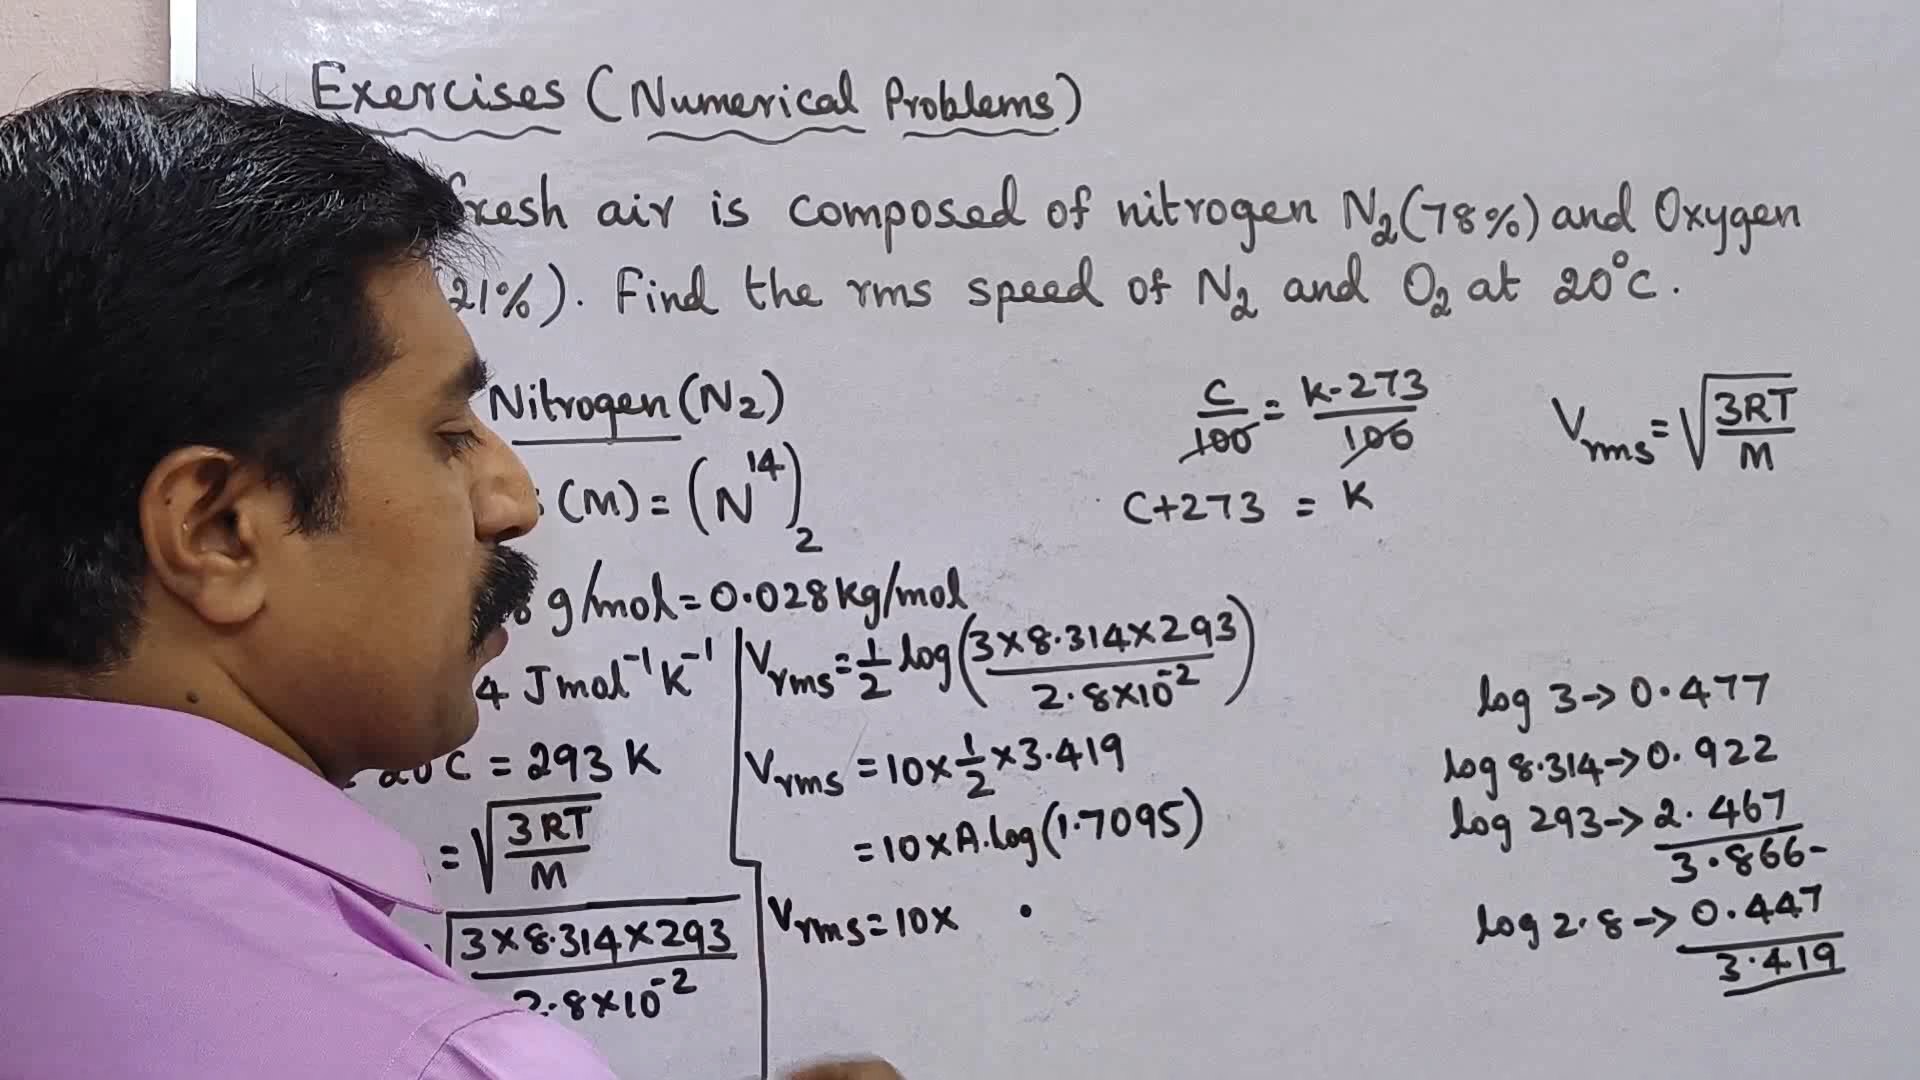 Exercises (Numerical Problems)
fresh air is composed of nitrogen N₂(78%) and Oxygen
21%). Find the rms speed of N₂ and O₂ at 20°C.
Nitrogen (N₂)
(M) = (N¹⁴)₂
8 g/mol = 0.028 kg/mol
4 Jmol⁻¹K⁻¹
20°C = 293 K
= √(3RT/M)
√(3×8.314×293/2.8×10⁻²)
C/100 = K-273/100
C+273 = K
Vrms = √(3RT/M)
Vrms = 1/2 log(3×8.314×293/2.8×10⁻²)
Vrms = 10×1/2×3.419
= 10×A.log(1.7095)
Vrms = 10× .
log 3→0.477
log 8.314→0.922
log 293→2.467
3.866-
log 2.8→0.447
3.419